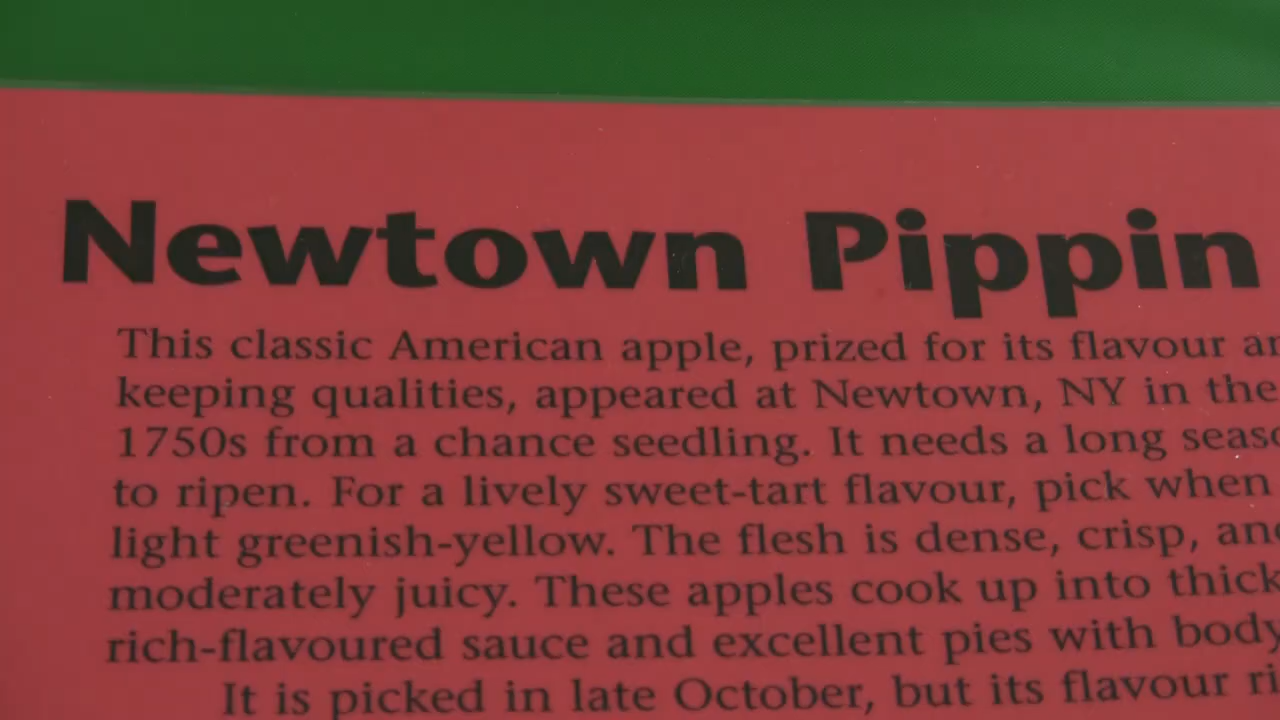 Newtown Pippin
This classic American apple, prized for its flavour
keeping qualities, appeared at Newtown, NY in the
1750s from a chance seedling. It needs a long
to ripen. For a lively sweet-tart flavour, pick when
light greenish-yellow. The flesh is dense, crisp,
moderately juicy. These apples cook up into thick
rich-flavoured sauce and excellent pies with body
It is picked in late October, but its flavour